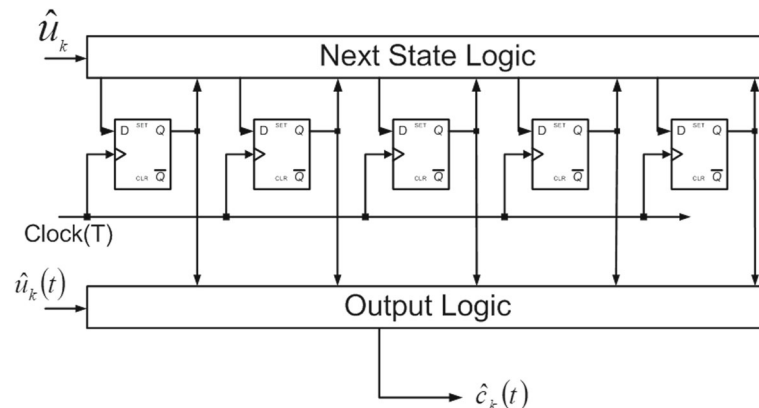 û_k
Next State Logic
SET SET SET SET SET
D Q D Q D Q D Q D Q
CLR Q̅ CLR Q̅ CLR Q̅ CLR Q̅ CLR Q̅
Clock(T)
û_k(t)
Output Logic
ĉ_k(t)